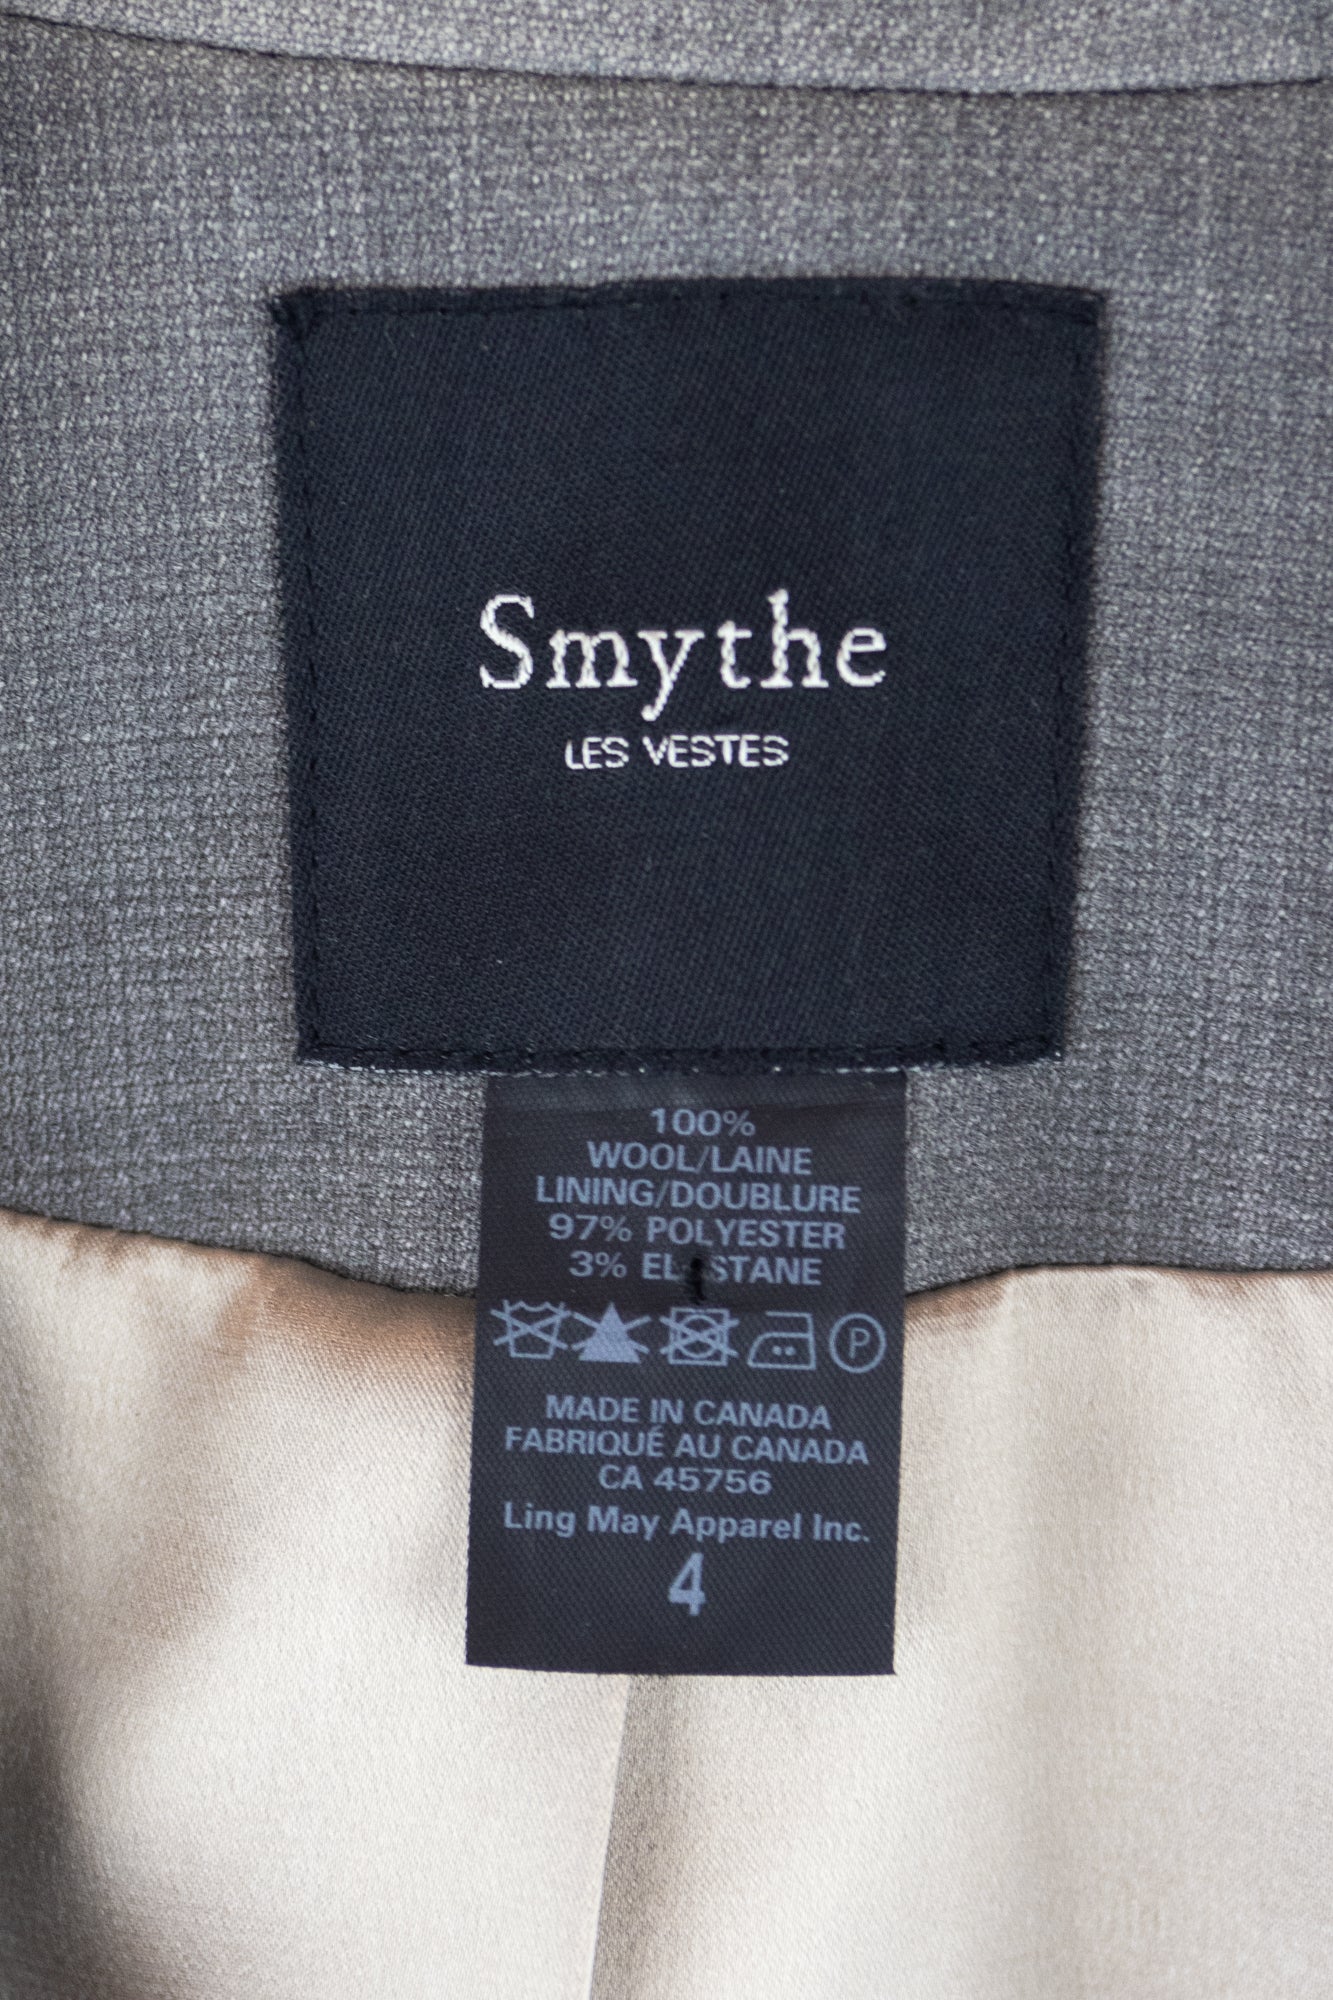 Smythe
LES VESTES
100%
WOOL/LAINE
LINING/DOUBLURE
97% POLYESTER
3% ELASTANE
P
MADE IN CANADA
FABRIQUÉ AU CANADA
CA 45756
Ling May Apparel Inc.
4